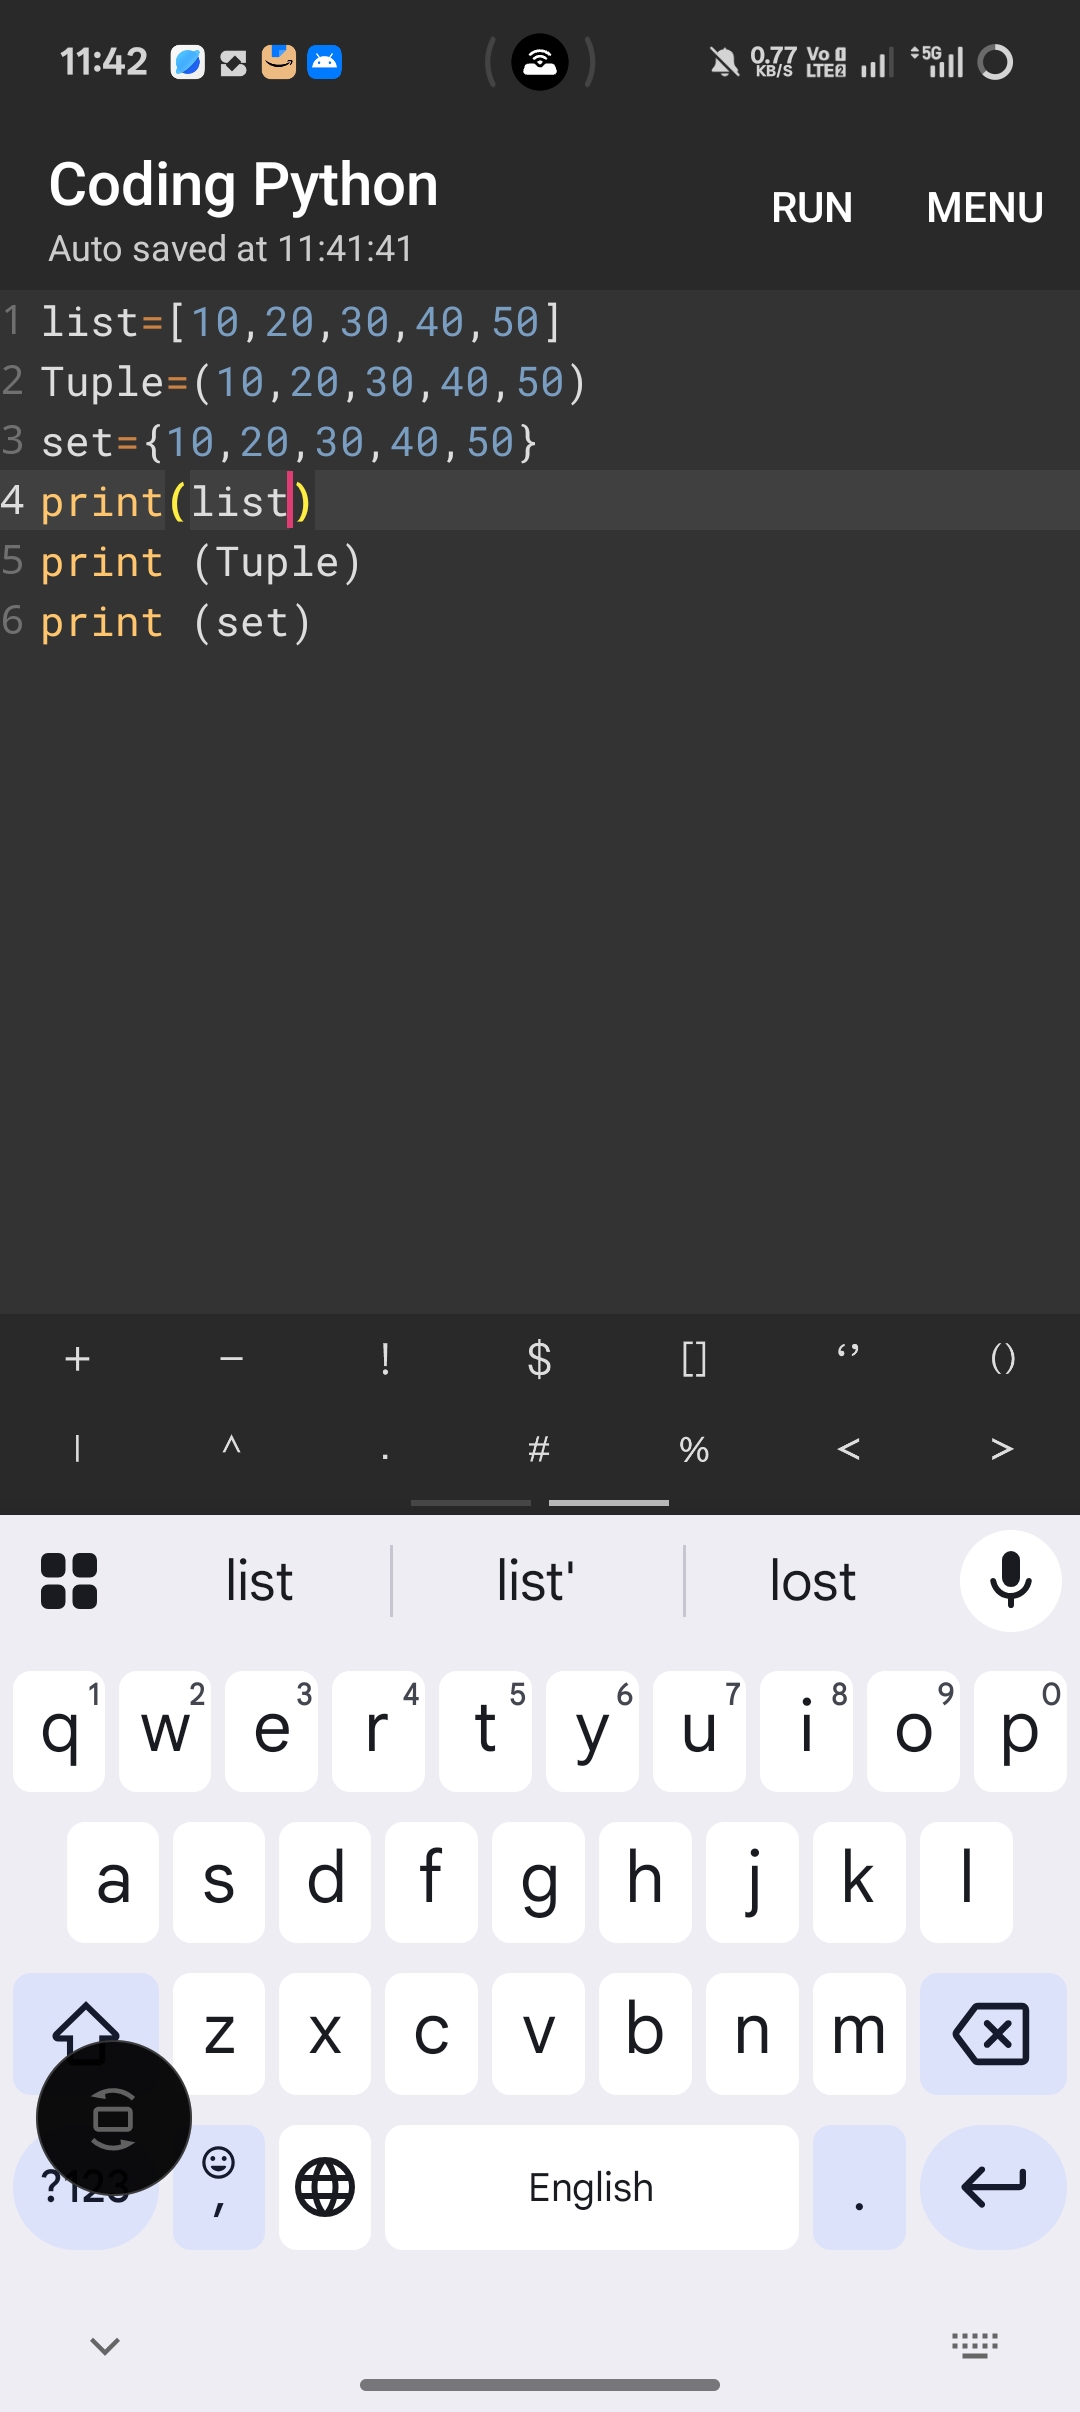 11:42 0.77 KB/S Vo 1 LTE 2 5G
Coding Python
RUN MENU
Auto saved at 11:41:41
1 list=[10,20,30,40,50]
2 Tuple=(10,20,30,40,50)
3 set={10,20,30,40,50}
4 print(list)
5 print (Tuple)
6 print (set)
+ − ! $ [] ‘’ ()
| ^ . # % < >
list list' lost
q1 w2 e3 r4 t5 y6 u7 i8 o9 p0
a s d f g h j k l
z x c v b n m
?123 , English .